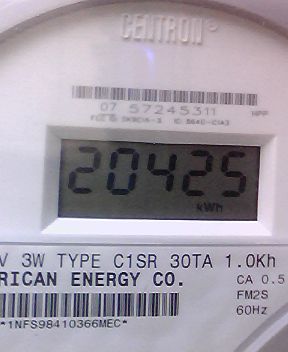 CENTRON®
07 57245311
20425
kWh
V 3W TYPE C1SR 30TA 1.0Kh
RICAN ENERGY CO.
CA 0.5
FM2S
60Hz
*1NFS98410366MEC*